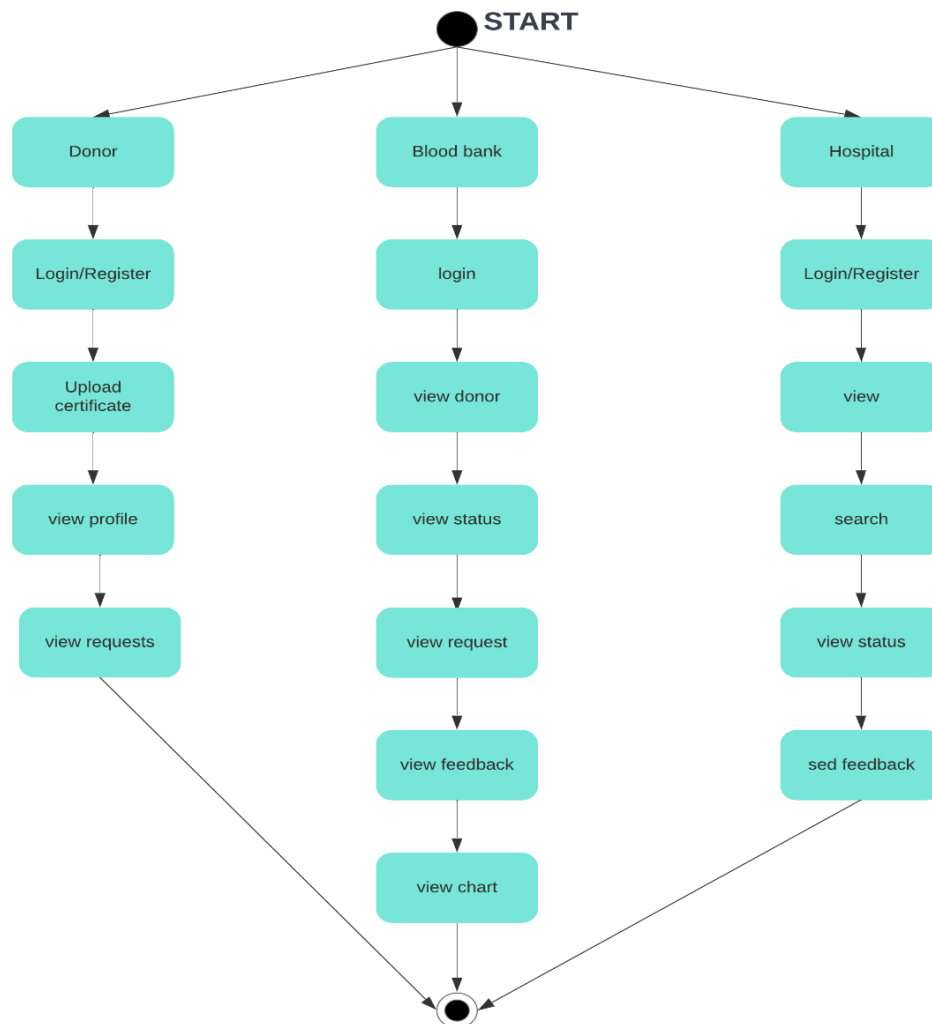 START
Donor
Blood bank
Hospital
Login/Register
login
Login/Register
Upload
certificate
view donor
view
view profile
view status
search
view requests
view request
view status
view feedback
sed feedback
view chart